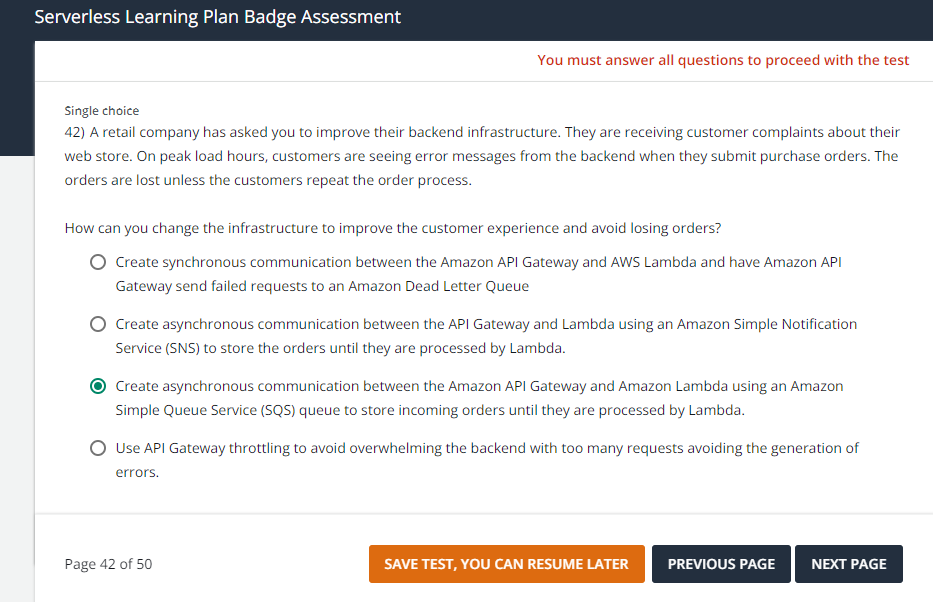 Serverless Learning Plan Badge Assessment
You must answer all questions to proceed with the test
Single choice
42) A retail company has asked you to improve their backend infrastructure. They are receiving customer complaints about their
web store. On peak load hours, customers are seeing error messages from the backend when they submit purchase orders. The
orders are lost unless the customers repeat the order process.
How can you change the infrastructure to improve the customer experience and avoid losing orders?
Create synchronous communication between the Amazon API Gateway and AWS Lambda and have Amazon API
Gateway send failed requests to an Amazon Dead Letter Queue
Create asynchronous communication between the API Gateway and Lambda using an Amazon Simple Notification
Service (SNS) to store the orders until they are processed by Lambda.
Create asynchronous communication between the Amazon API Gateway and Amazon Lambda using an Amazon
Simple Queue Service (SQS) queue to store incoming orders until they are processed by Lambda.
Use API Gateway throttling to avoid overwhelming the backend with too many requests avoiding the generation of
errors.
Page 42 of 50
SAVE TEST, YOU CAN RESUME LATER
PREVIOUS PAGE
NEXT PAGE